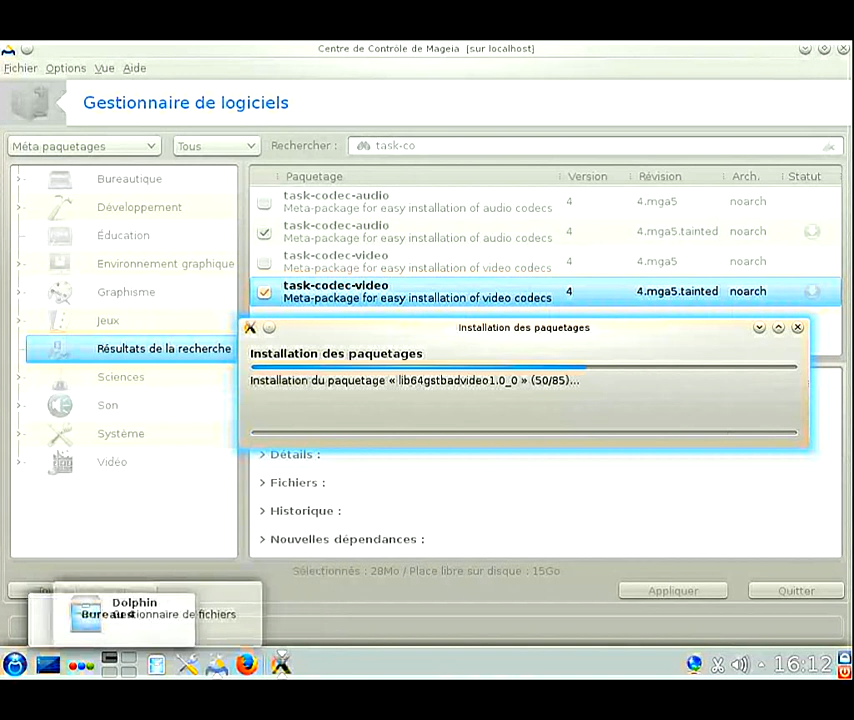 Centre de Contrôle de Mageia [sur localhost]
Fichier Options Vue Aide
Gestionnaire de logiciels
Méta paquetages Tous Rechercher : task-co
Paquetage Version Révision Arch. Statut
Bureautique
Développement
Éducation
Environnement graphique
Graphisme
Jeux
Résultats de la recherche
Sciences
Son
Système
Vidéo
task-codec-audio
Meta-package for easy installation of audio codecs 4 4.mga5 noarch
task-codec-audio
Meta-package for easy installation of audio codecs 4 4.mga5.tainted noarch
task-codec-video
Meta-package for easy installation of video codecs 4 4.mga5 noarch
task-codec-video
Meta-package for easy installation of video codecs 4 4.mga5.tainted noarch
Installation des paquetages
Installation des paquetages
Installation du paquetage « lib64gstbadvideo1.0_0 » (50/85)...
> Détails :
> Fichiers :
> Historique :
> Nouvelles dépendances :
Sélectionnés : 28Mo / Place libre sur disque : 15Go
Appliquer Quitter
Dolphin
Bureau 4
Gestionnaire de fichiers
16:12